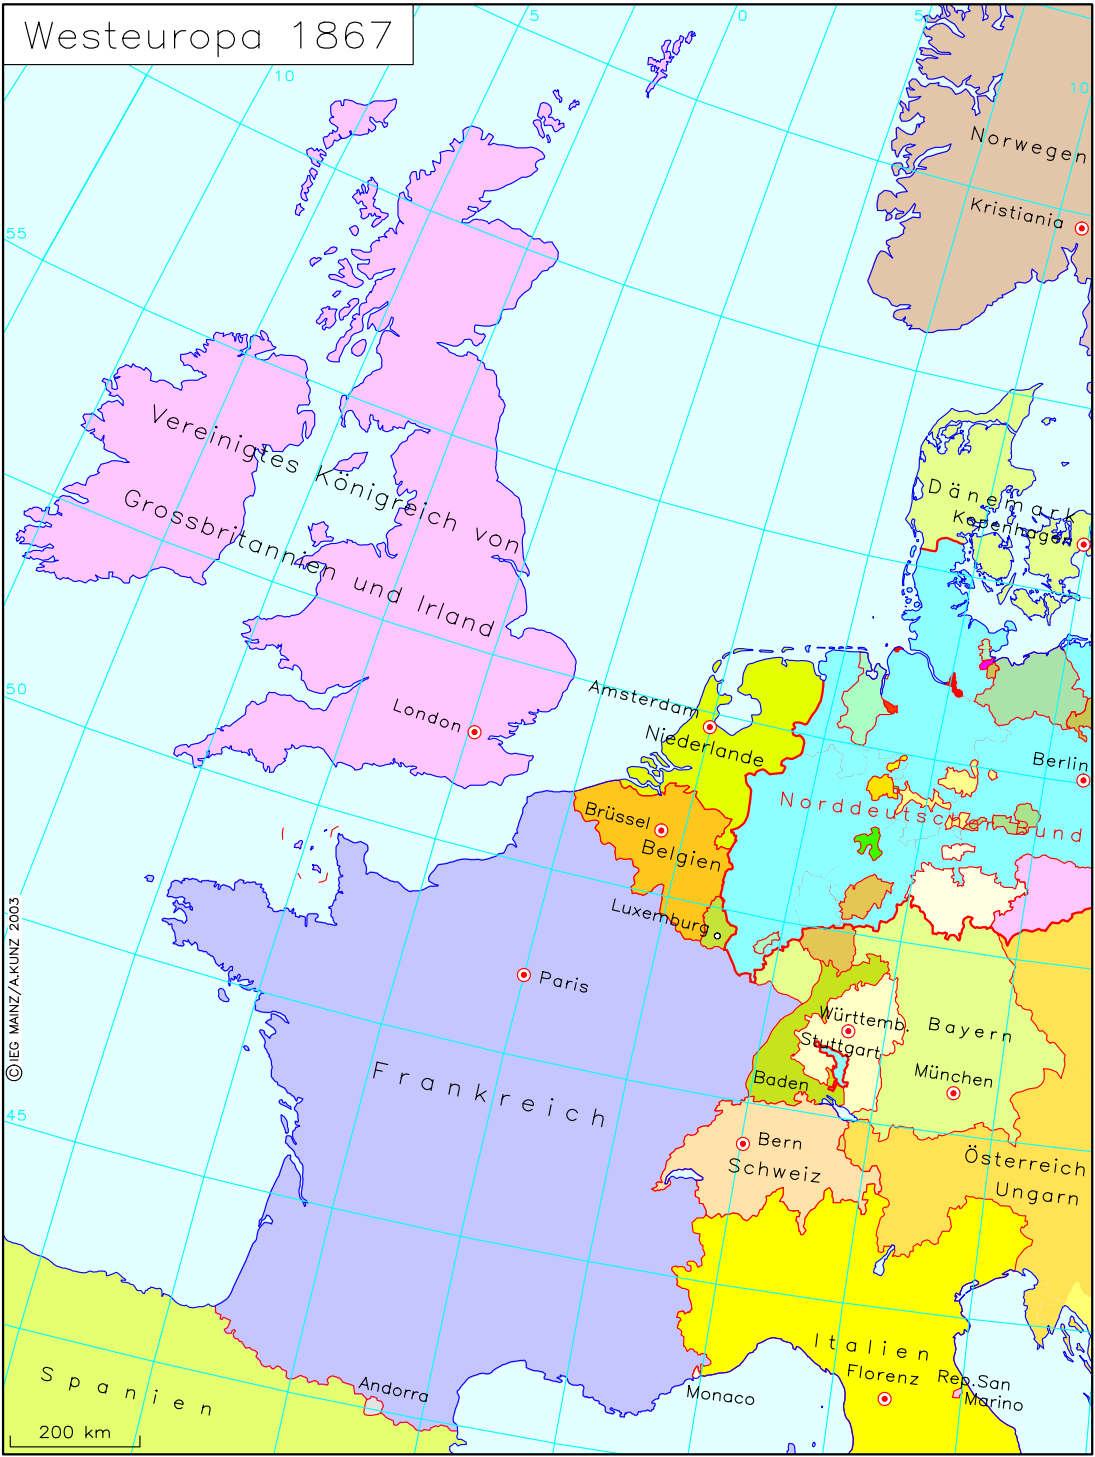 Westeuropa 1867
5
0
5
10
10
Norwegen
Kristiania
55
Vereinigtes Königreich von
Grossbritannien und Irland
Dänemark
Kopenhagen
50
London
Amsterdam
Niederlande
Berlin
Norddeutscher Bund
Brüssel
Belgien
Luxemburg
Paris
Württemb.
Stuttgart
Bayern
München
Baden
Frankreich
45
Bern
Schweiz
Österreich
Ungarn
Italien
Florenz
Rep.San
Marino
Monaco
Andorra
Spanien
200 km
©IEG MAINZ/A.KUNZ 2003